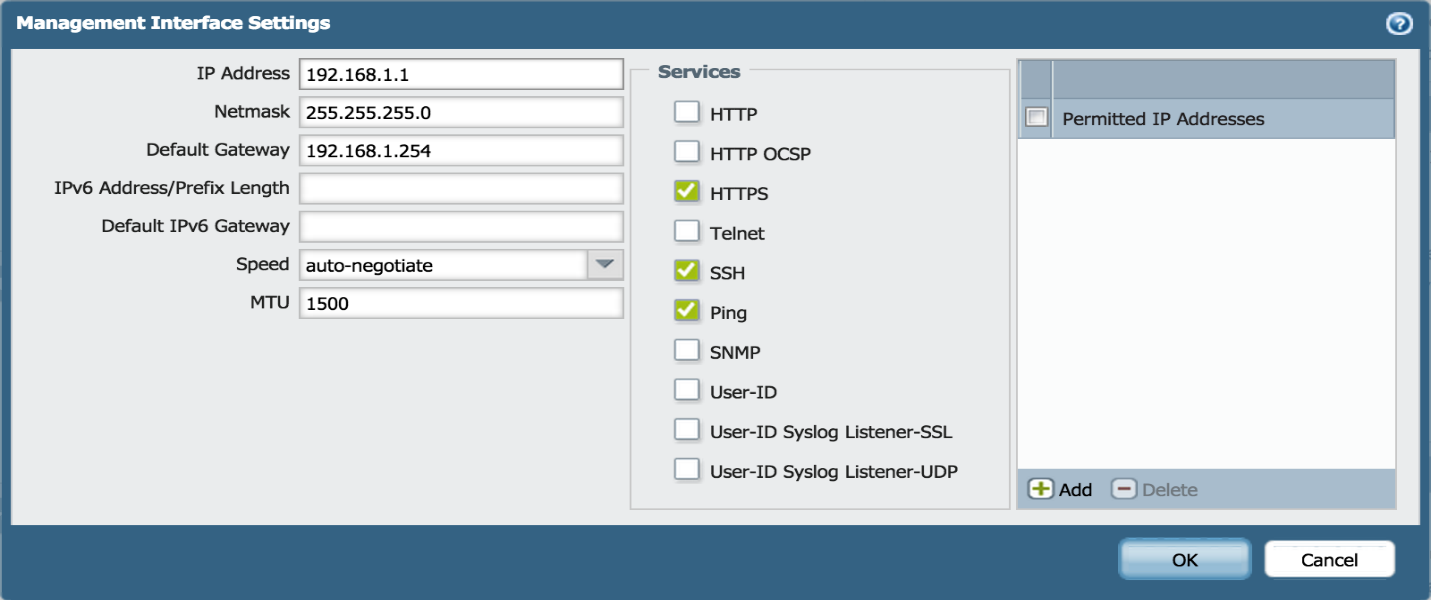 Management Interface Settings
?
IP Address 192.168.1.1
Netmask 255.255.255.0
Default Gateway 192.168.1.254
IPv6 Address/Prefix Length
Default IPv6 Gateway
Speed auto-negotiate
MTU 1500
Services
HTTP
HTTP OCSP
HTTPS
Telnet
SSH
Ping
SNMP
User-ID
User-ID Syslog Listener-SSL
User-ID Syslog Listener-UDP
Permitted IP Addresses
Add Delete
OK Cancel